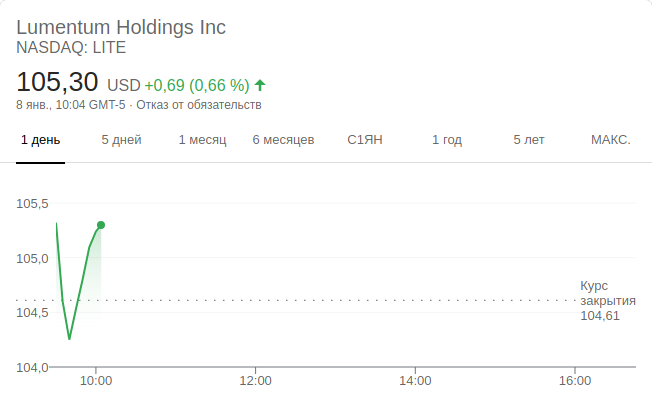 Lumentum Holdings Inc
NASDAQ: LITE
105,30 USD +0,69 (0,66 %)
8 янв., 10:04 GMT-5 · Отказ от обязательств
1 день 5 дней 1 месяц 6 месяцев С1ЯН 1 год 5 лет МАКС.
105,5
105,0
Курс
закрытия
104,61
104,5
104,0
10:00 12:00 14:00 16:00